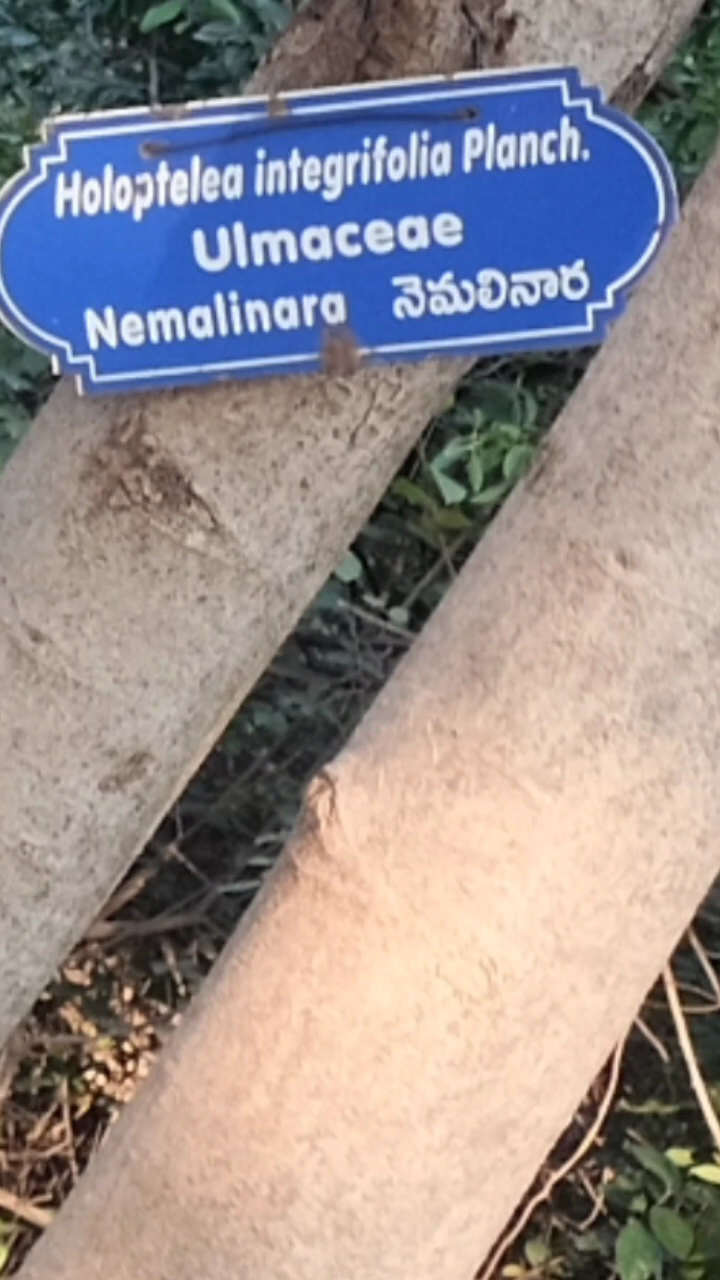 Holoptelea integrifolia Planch.
Ulmaceae
Nemalinara నెమలినార